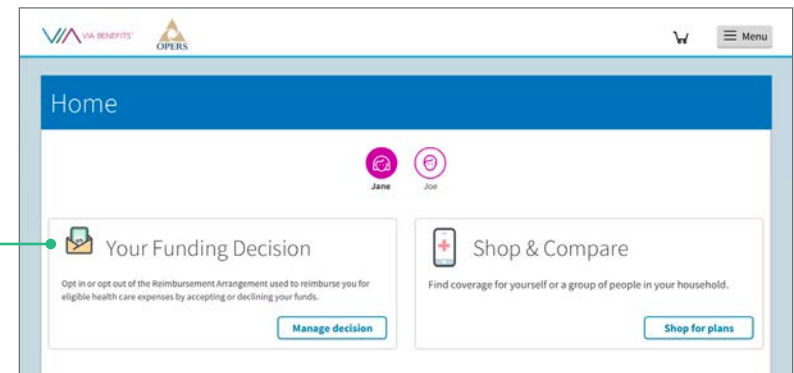 VIA BENEFITS
OPERS
Menu
Home
Jane
Joe
Your Funding Decision
Opt in or opt out of the Reimbursement Arrangement used to reimburse you for
eligible health care expenses by accepting or declining your funds.
Manage decision
Shop & Compare
Find coverage for yourself or a group of people in your household.
Shop for plans